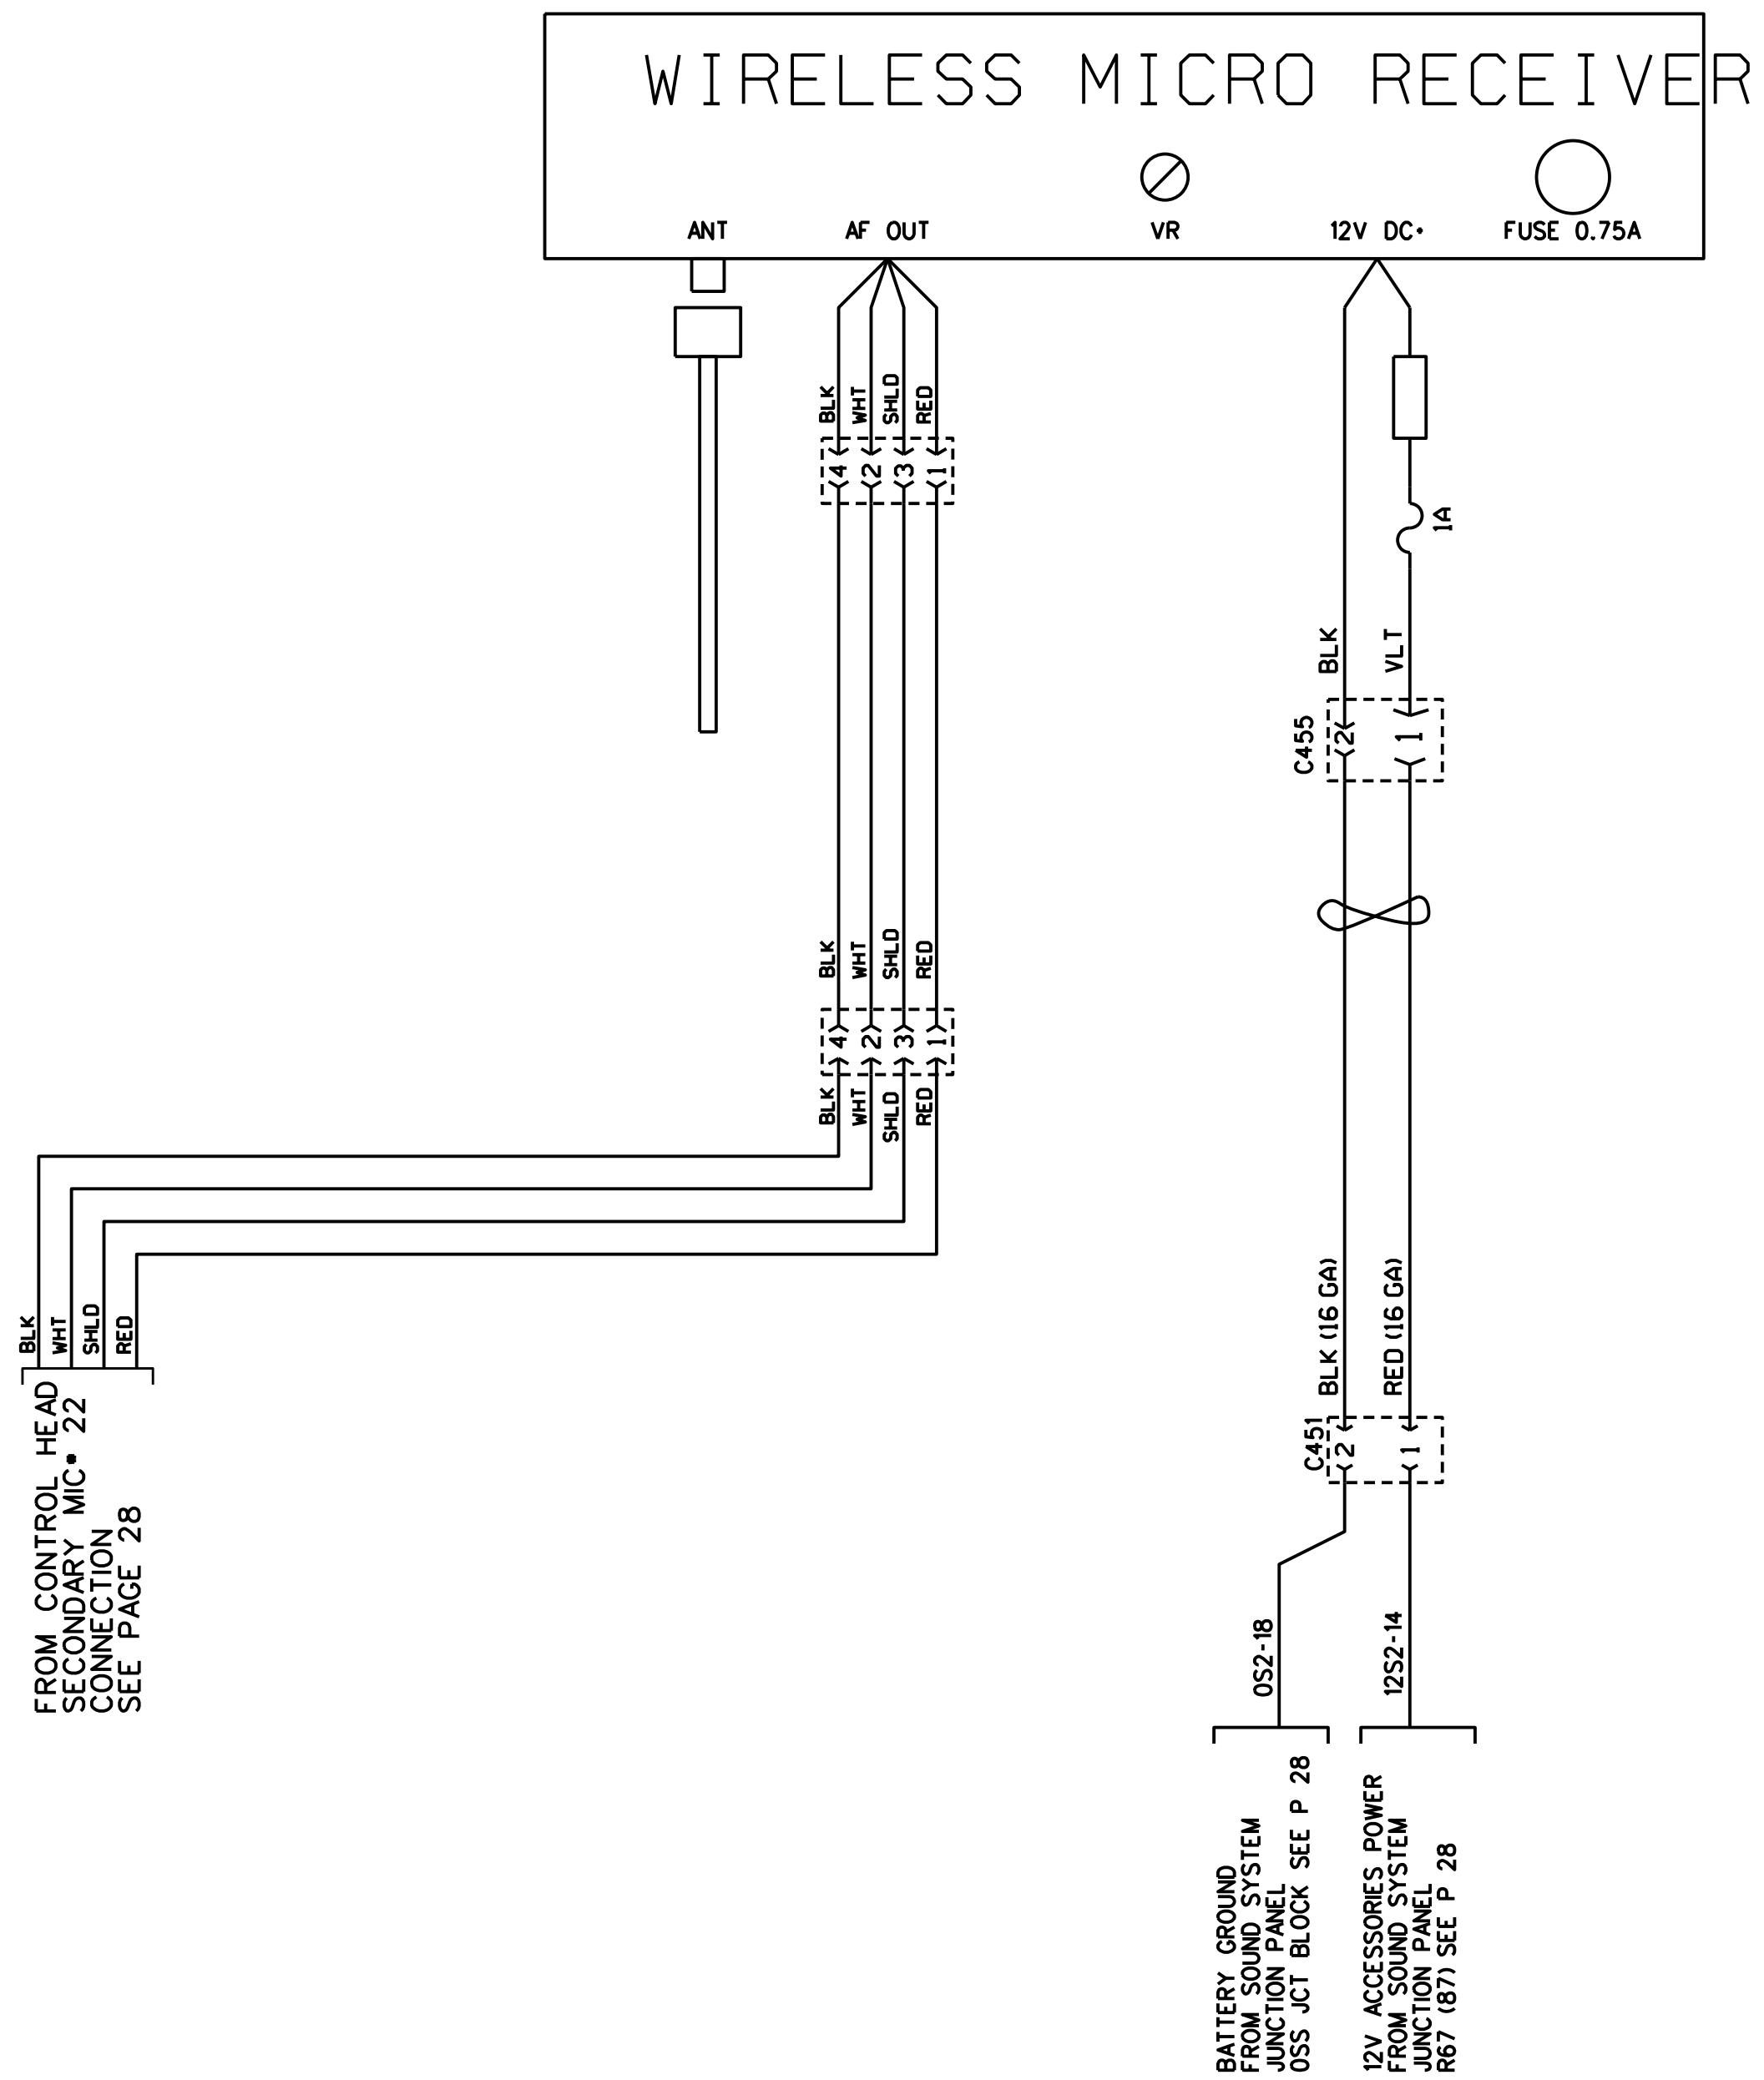 WIRELESS MICRO RECEIVER
ANT
AF OUT
VR
12V DC+
FUSE 0.75A
BLK
WHT
SHLD
RED
4
2
3
1
1A
BLK
VLT
C455
2
1
BLK
WHT
SHLD
RED
4
2
3
1
BLK
WHT
SHLD
RED
BLK
WHT
SHLD
RED
FROM CONTROL HEAD
SECONDARY MIC# 22
CONNECTION
SEE PAGE 28
BLK (16 GA)
RED (16 GA)
C451
2
1
0S2-18
12S2-14
BATTERY GROUND
FROM SOUND SYSTEM
JUNCTION PANEL
0SS JCT BLOCK SEE P 28
12V ACCESSORIES POWER
FROM SOUND SYSTEM
JUNCTION PANEL
R67 (87) SEE P 28